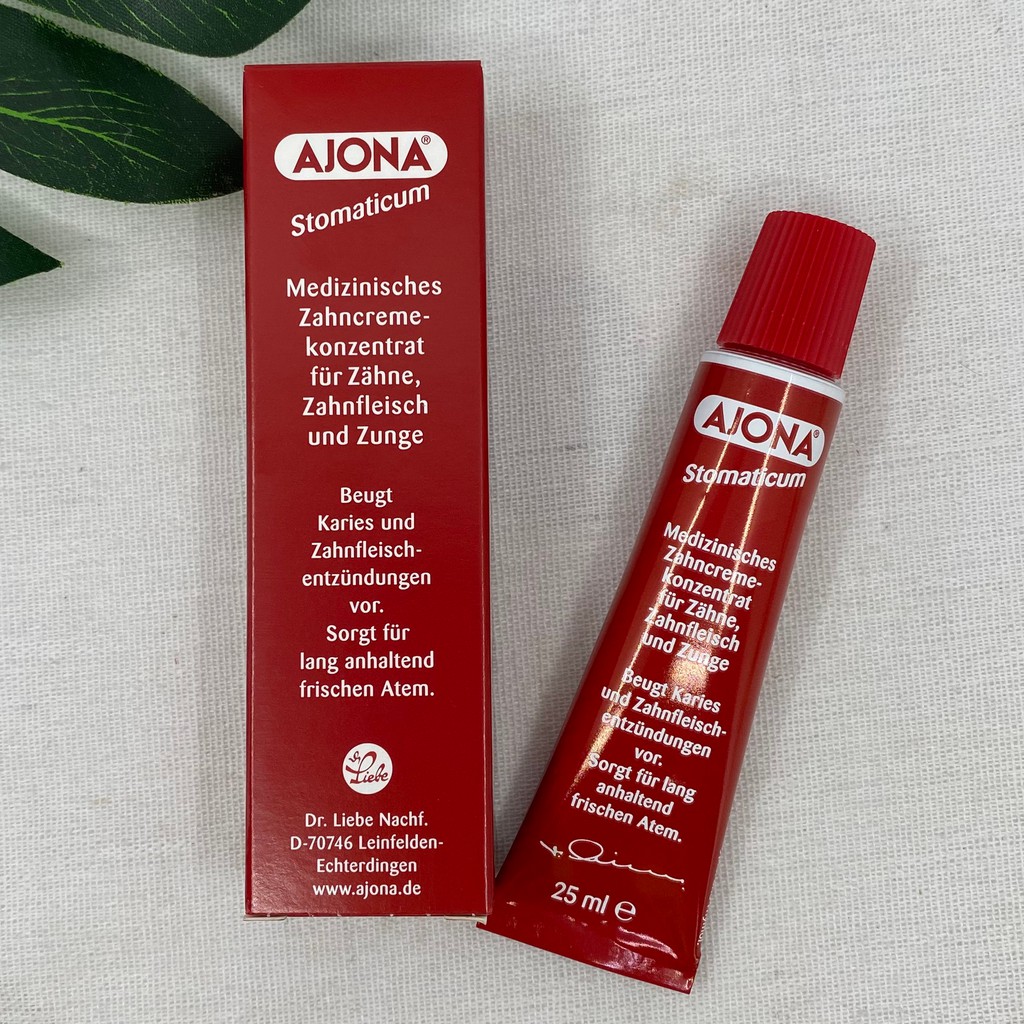 AJONA®
Stomaticum
Medizinisches
Zahncreme-
konzentrat
für Zähne,
Zahnfleisch
und Zunge
Beugt
Karies und
Zahnfleisch-
entzündungen
vor.
Sorgt für
lang anhaltend
frischen Atem.
Dr. Liebe
Dr. Liebe Nachf.
D-70746 Leinfelden-
Echterdingen
www.ajona.de
AJONA®
Stomaticum
Medizinisches
Zahncreme-
konzentrat
für Zähne,
Zahnfleisch
und Zunge
Beugt Karies
und Zahnfleisch-
entzündungen
vor.
Sorgt für lang
anhaltend
frischen Atem.
25 ml ℮